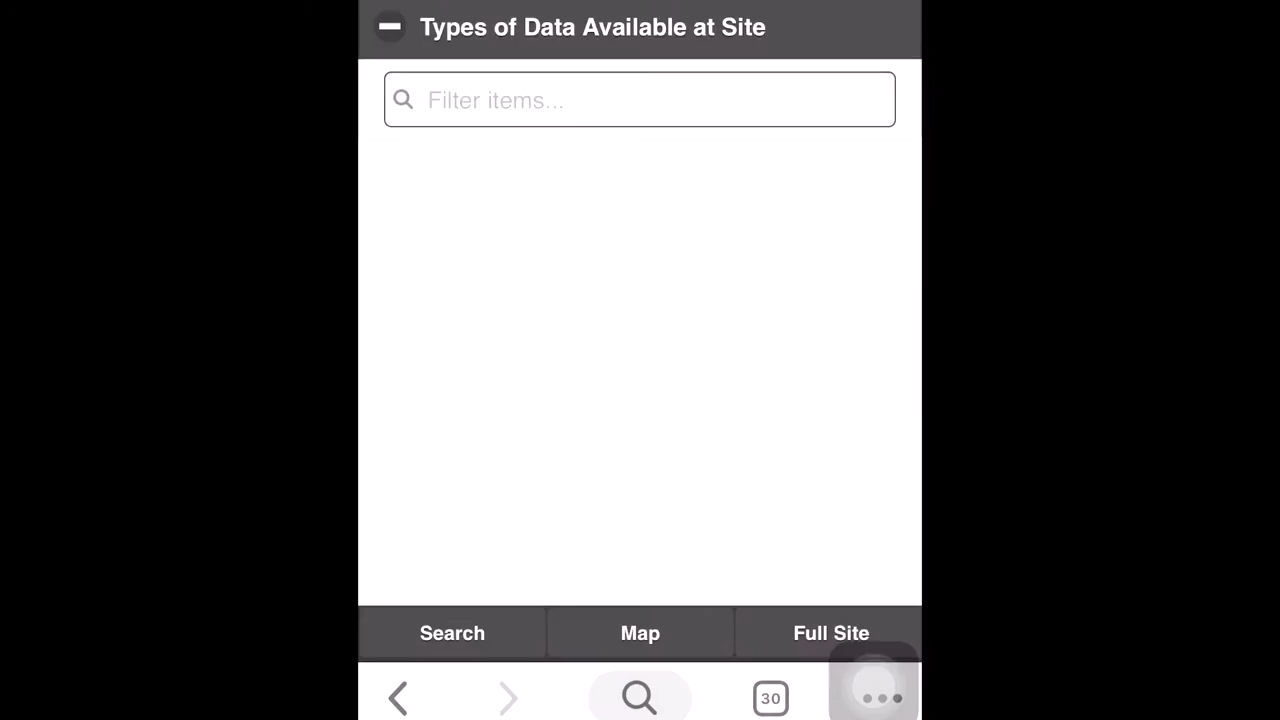 Types of Data Available at Site
Filter items...
Search Map Full Site
30